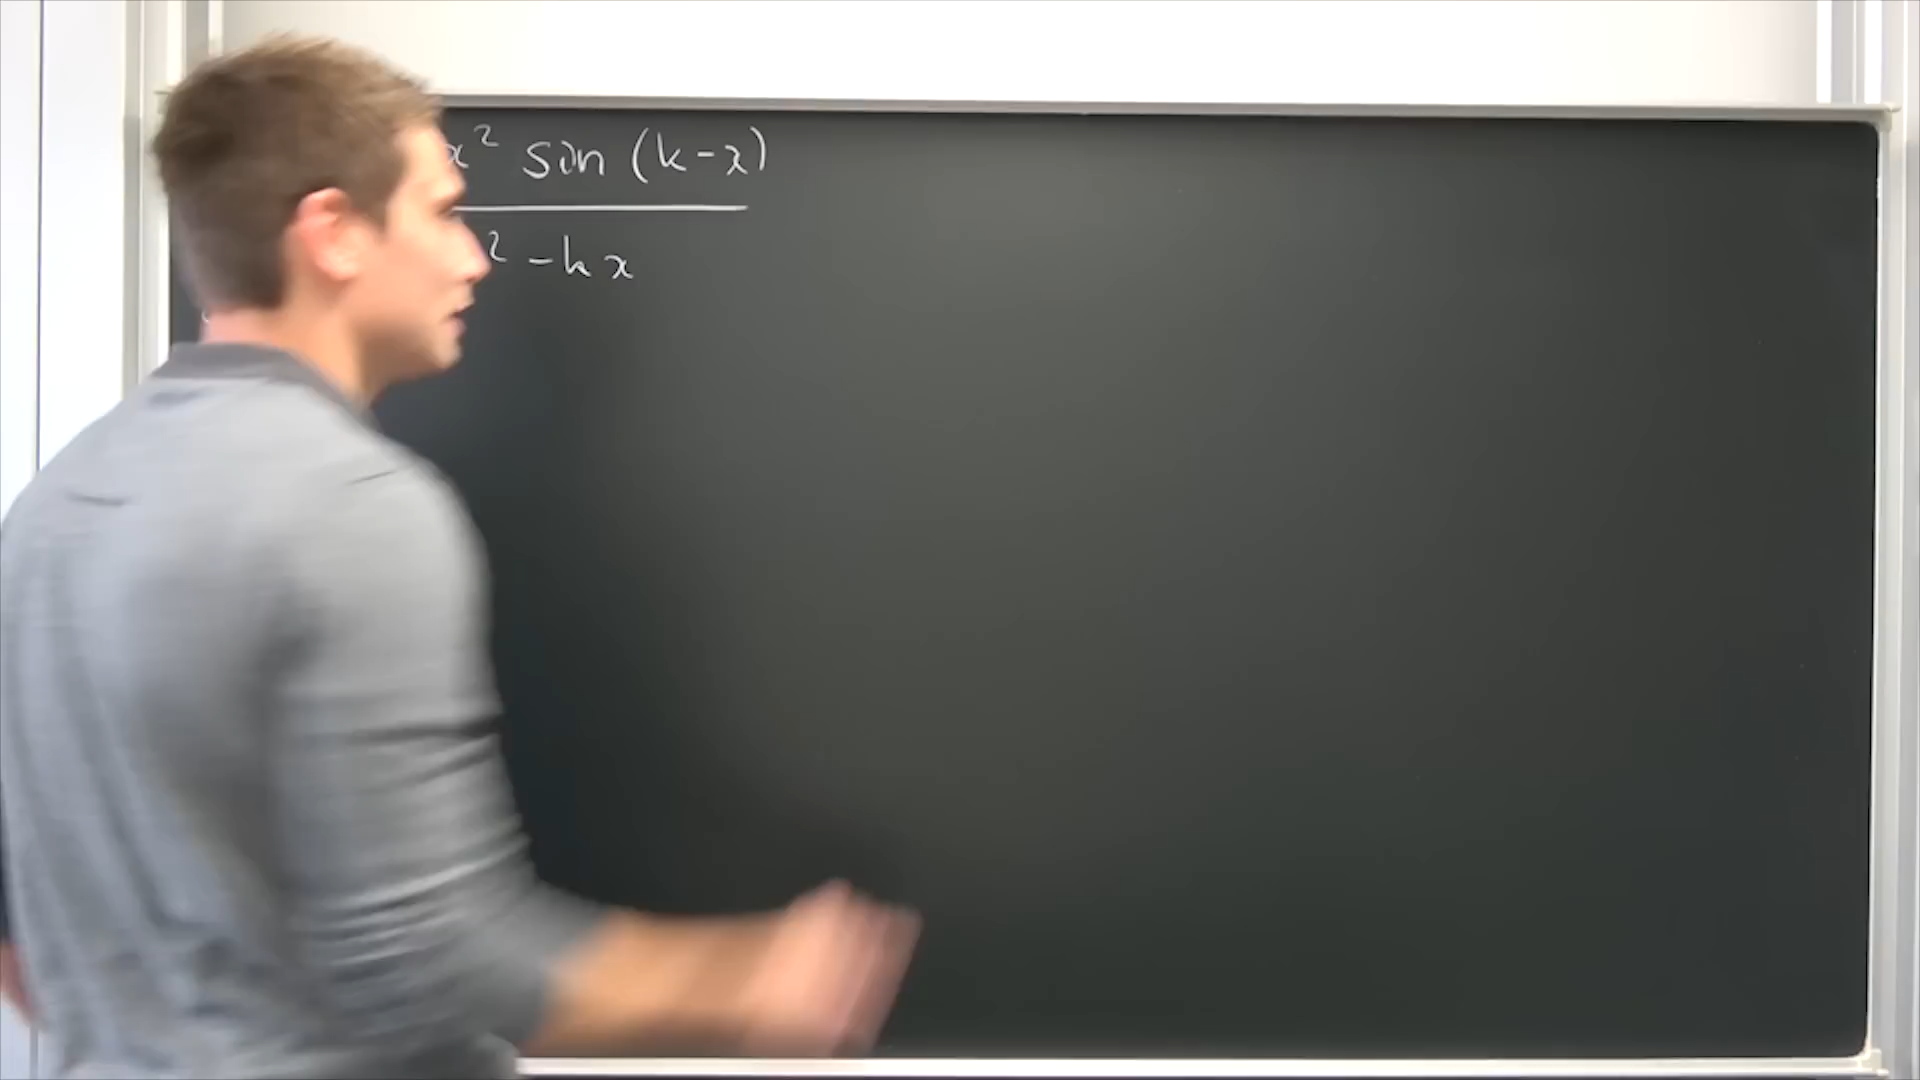 x² sin (k-x)
² - kx